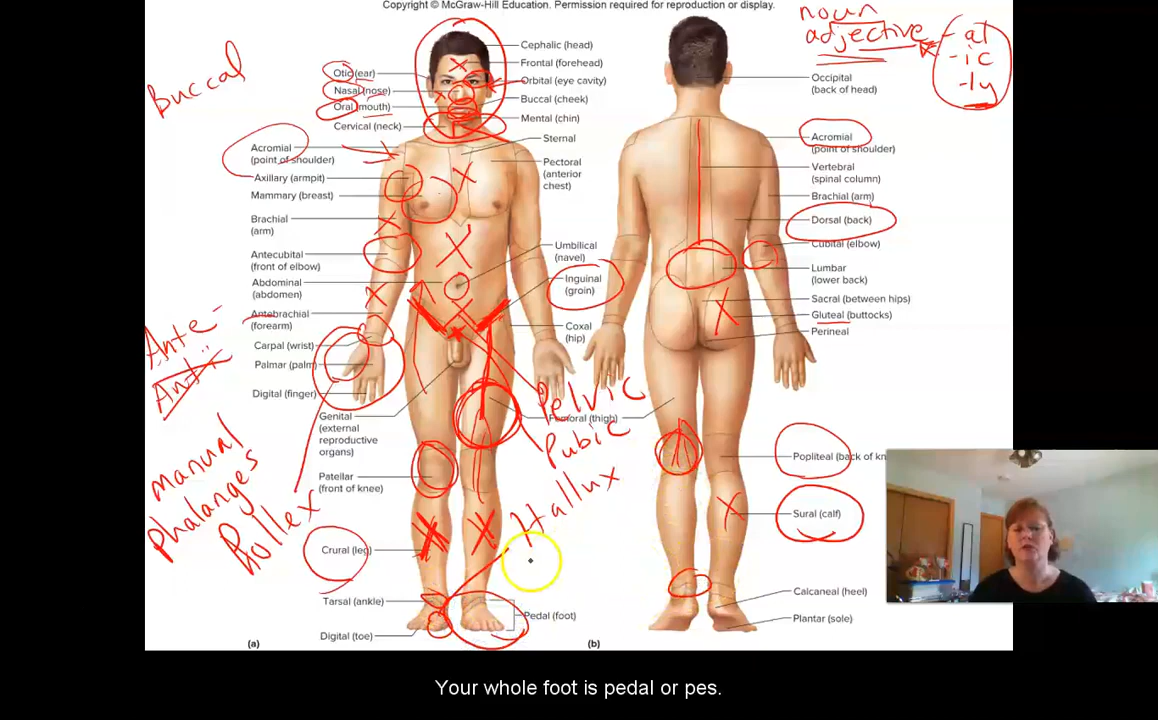 Copyright © McGraw-Hill Education. Permission required for reproduction or display.
noun
adjective
-al
-ic
-ly
Buccal
Cephalic (head)
Frontal (forehead)
Otic (ear)
Orbital (eye cavity)
Nasal (nose)
Buccal (cheek)
Oral (mouth)
Mental (chin)
Cervical (neck)
Sternal
Acromial
(point of shoulder)
Pectoral
(anterior
chest)
Axillary (armpit)
Mammary (breast)
Brachial
(arm)
Antecubital
(front of elbow)
Umbilical
(navel)
Abdominal
(abdomen)
Inguinal
(groin)
Antebrachial
(forearm)
Coxal
(hip)
Carpal (wrist)
Palmar (palm)
Digital (finger)
Genital
(external
reproductive
organs)
Femoral (thigh)
Patellar
(front of knee)
Crural (leg)
Tarsal (ankle)
Pedal (foot)
Digital (toe)
(a)
Ante-
Anti
manual
phalanges
Pollex
Pelvic
Pubic
Hallux
Occipital
(back of head)
Acromial
(point of shoulder)
Vertebral
(spinal column)
Brachial (arm)
Dorsal (back)
Cubital (elbow)
Lumbar
(lower back)
Sacral (between hips)
Gluteal (buttocks)
Perineal
Popliteal (back of kn
Sural (calf)
Calcaneal (heel)
Plantar (sole)
(b)
Your whole foot is pedal or pes.